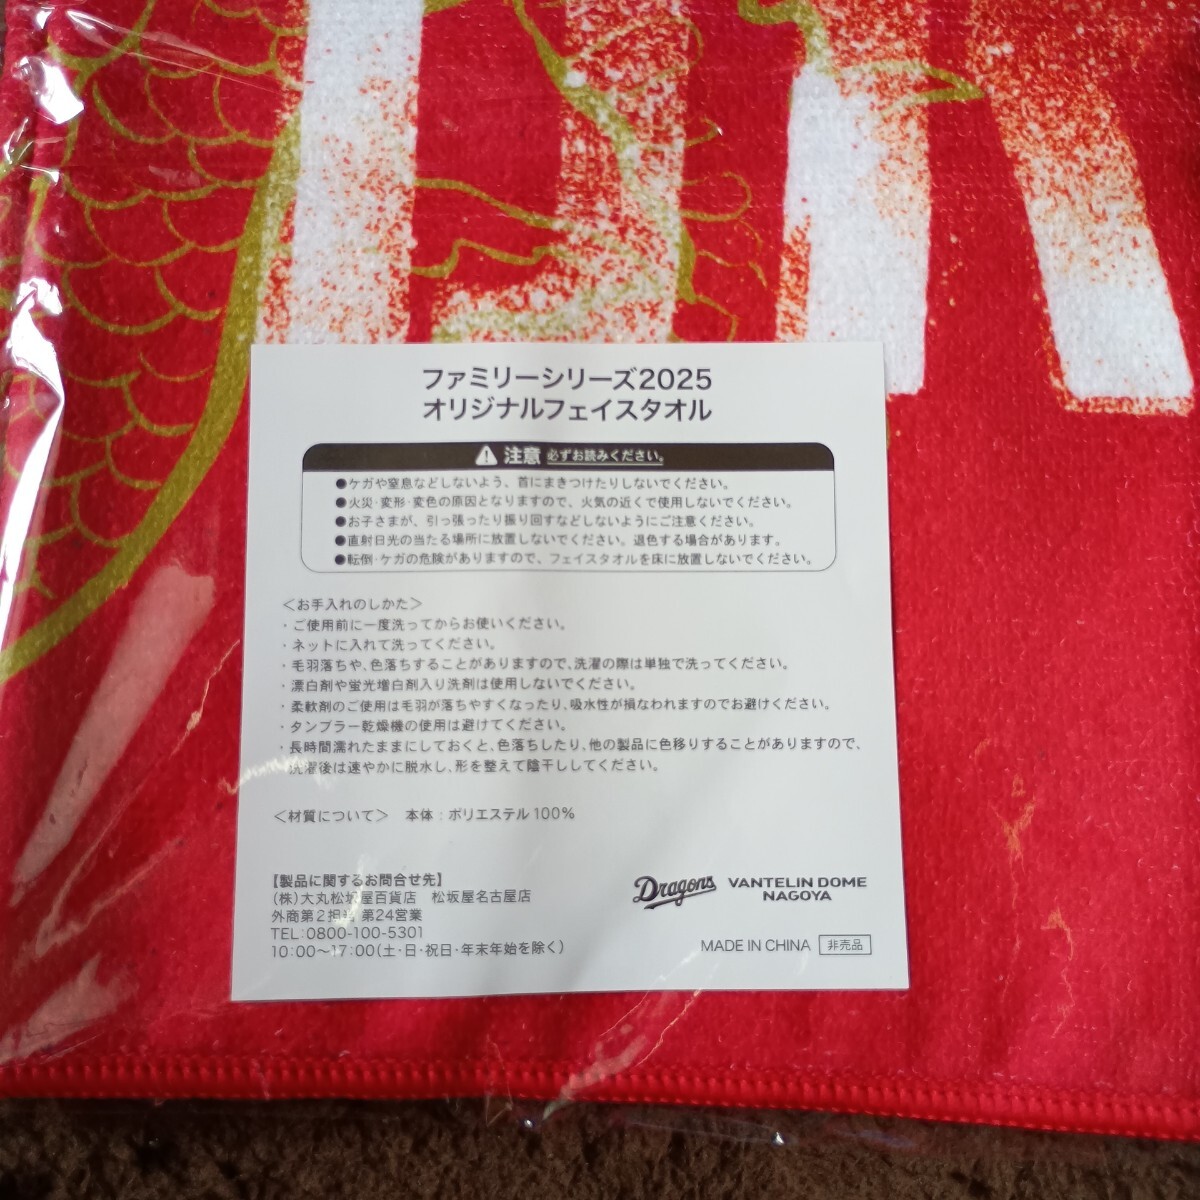 ファミリーシリーズ2025
オリジナルフェイスタオル
注意 必ずお読みください。
●ケガや窒息などしないよう、首にまきつけたりしないでください。
●火災・変形・変色の原因となりますので、火気の近くで使用しないでください。
●お子さまが、引っ張ったり振り回すなどしないようにご注意ください。
●直射日光の当たる場所に放置しないでください。退色する場合があります。
●転倒・ケガの危険がありますので、フェイスタオルを床に放置しないでください。
＜お手入れのしかた＞
・ご使用前に一度洗ってからお使いください。
・ネットに入れて洗ってください。
・毛羽落ちや、色落ちすることがありますので、洗濯の際は単独で洗ってください。
・漂白剤や蛍光増白剤入り洗剤は使用しないでください。
・柔軟剤のご使用は毛羽が落ちやすくなったり、吸水性が損なわれますのでお避けください。
・タンブラー乾燥機の使用は避けてください。
・長時間濡れたままにしておくと、色落ちしたり、他の製品に色移りすることがありますので、
洗濯後は速やかに脱水し、形を整えて陰干ししてください。
＜材質について＞ 本体：ポリエステル100%
【製品に関するお問合せ先】
(株)大丸松坂屋百貨店 松坂屋名古屋店
外商第2担当 第24営業
TEL:0800-100-5301
10:00～17:00(土・日・祝日・年末年始を除く)
Dragons VANTELIN DOME
NAGOYA
MADE IN CHINA 非売品